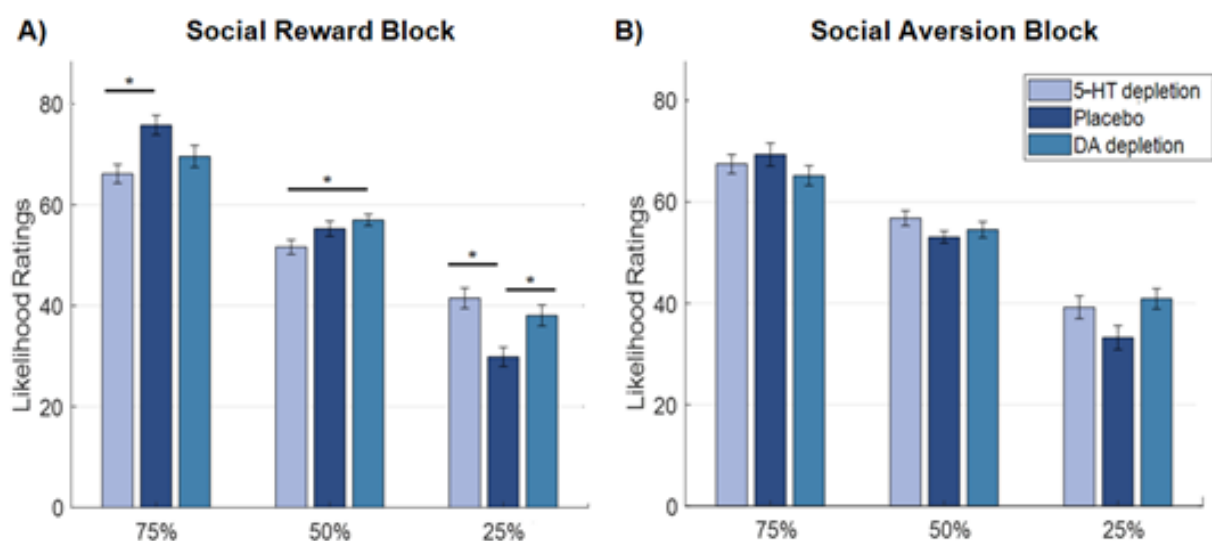 A) Social Reward Block
*
*
*
*
80
60
40
20
0
Likelihood Ratings
75% 50% 25%
B) Social Aversion Block
5-HT depletion
Placebo
DA depletion
80
60
40
20
0
Likelihood Ratings
75% 50% 25%